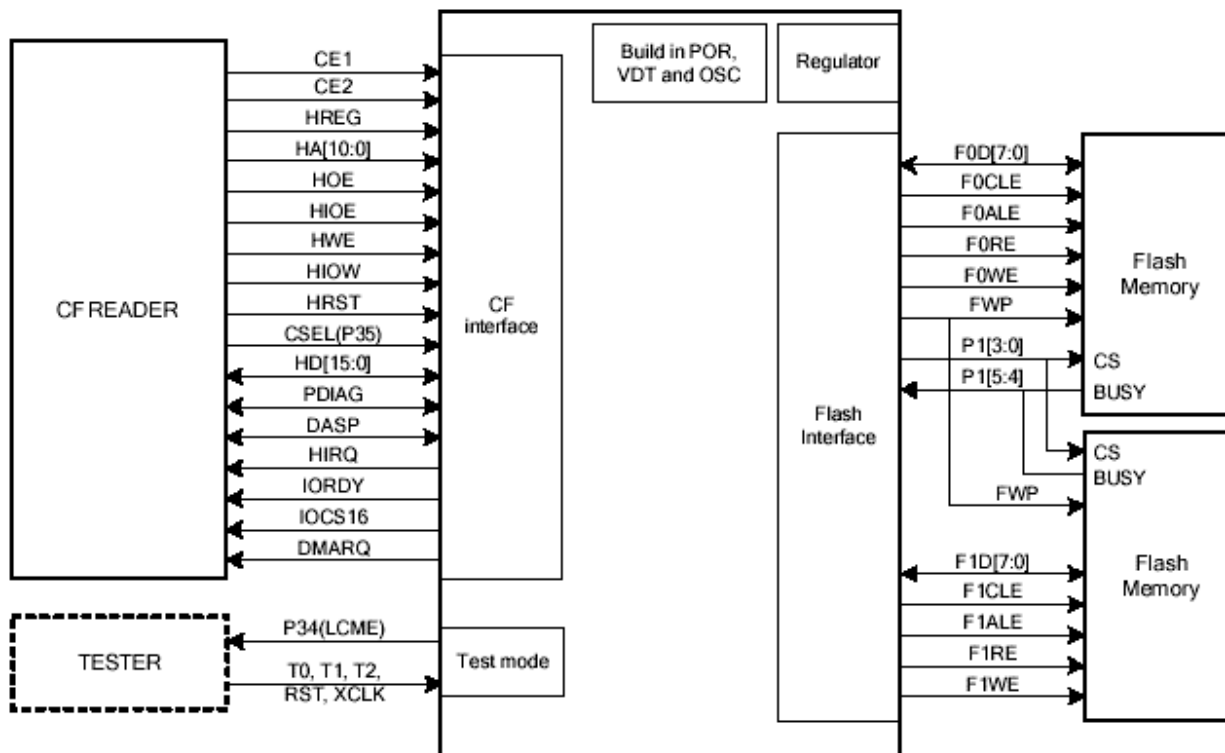 CF READER
CE1
CE2
HREG
HA[10:0]
HOE
HIOE
HWE
HIOW
HRST
CSEL(P35)
HD[15:0]
PDIAG
DASP
HIRQ
IORDY
IOCS16
DMARQ
CF
interface
TESTER
P34(LCME)
T0, T1, T2,
RST, XCLK
Test mode
Build in POR,
VDT and OSC
Regulator
Flash
Interface
F0D[7:0]
F0CLE
F0ALE
F0RE
F0WE
FWP
P1[3:0]
P1[5:4]
Flash
Memory
CS
BUSY
CS
BUSY
FWP
F1D[7:0]
F1CLE
F1ALE
F1RE
F1WE
Flash
Memory